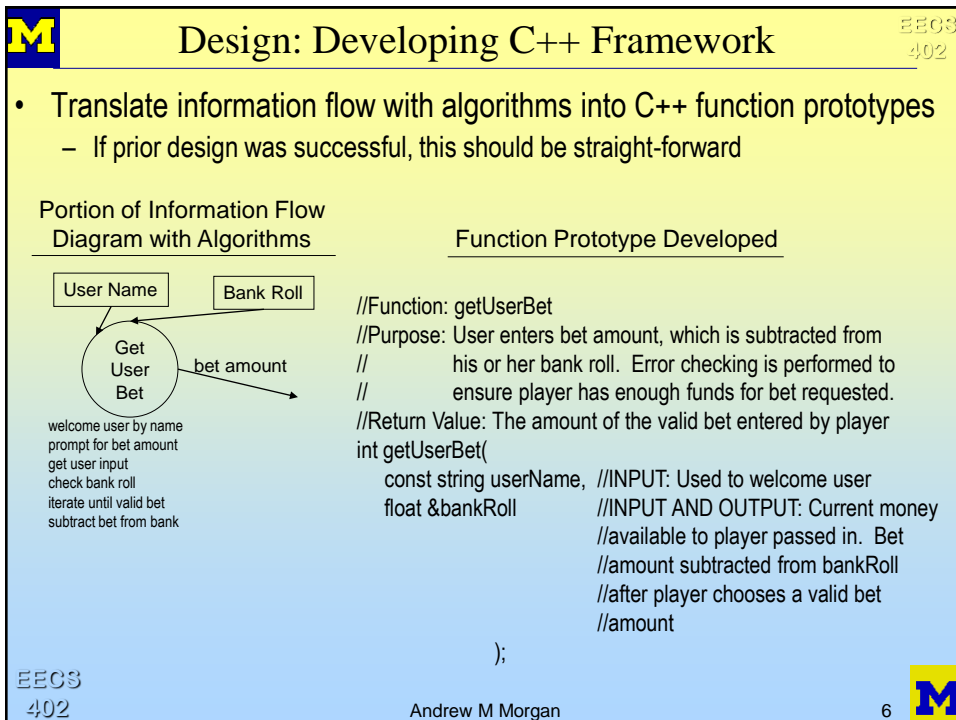 M
Design: Developing C++ Framework
EECS
402
• Translate information flow with algorithms into C++ function prototypes
– If prior design was successful, this should be straight-forward
Portion of Information Flow
Diagram with Algorithms
Function Prototype Developed
User Name
Bank Roll
Get
User
Bet
bet amount
welcome user by name
prompt for bet amount
get user input
check bank roll
iterate until valid bet
subtract bet from bank
//Function: getUserBet
//Purpose: User enters bet amount, which is subtracted from
// his or her bank roll. Error checking is performed to
// ensure player has enough funds for bet requested.
//Return Value: The amount of the valid bet entered by player
int getUserBet(
const string userName, //INPUT: Used to welcome user
float &bankRoll //INPUT AND OUTPUT: Current money
//available to player passed in. Bet
//amount subtracted from bankRoll
//after player chooses a valid bet
//amount
);
EECS
402
Andrew M Morgan
6
M